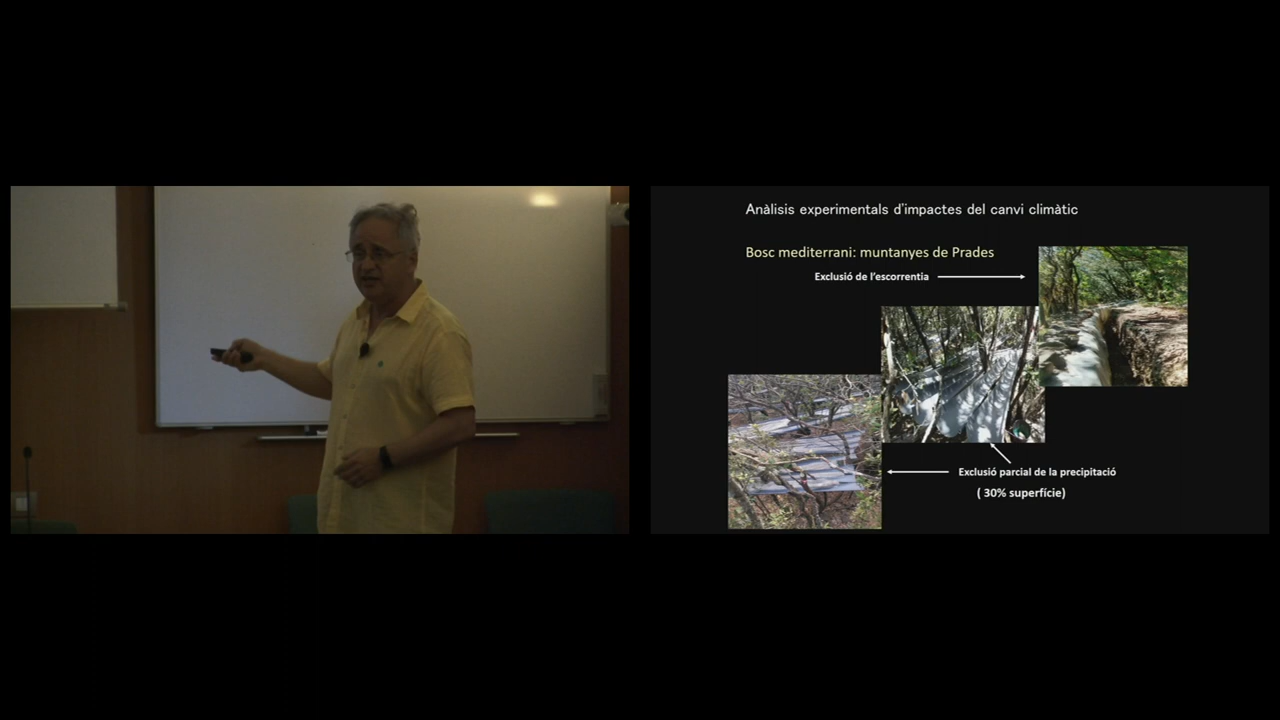 Anàlisis experimentals d'impactes del canvi climàtic
Bosc mediterrani: muntanyes de Prades
Exclusió de l'escorrentia
Exclusió parcial de la precipitació
( 30% superfície)